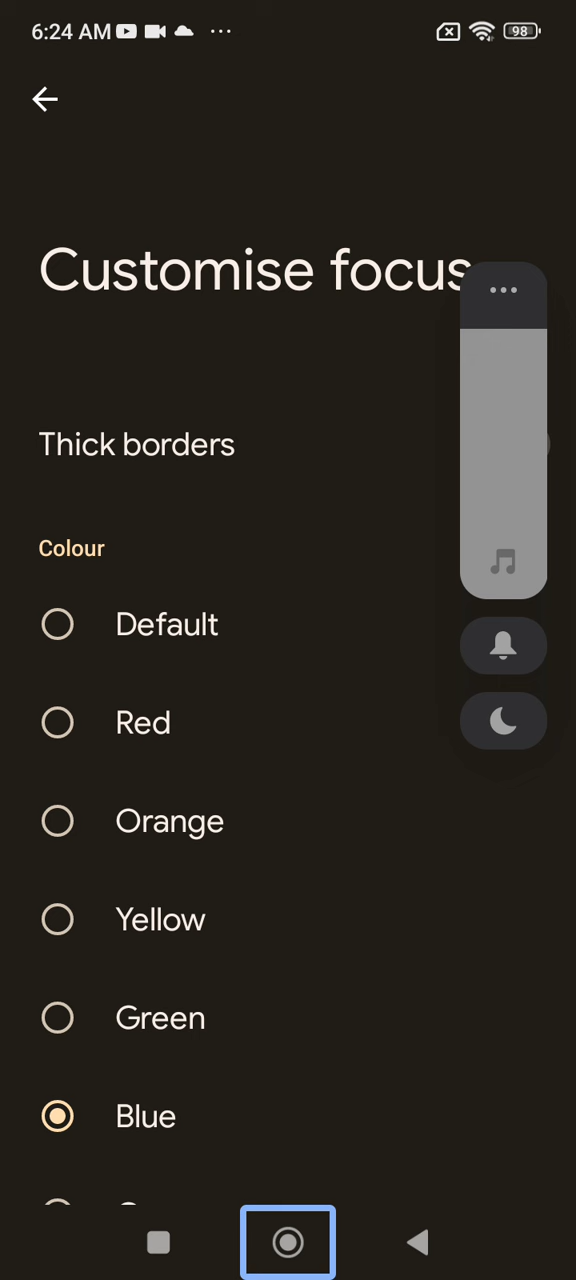 6:24 AM
98
Customise focus
Thick borders
Colour
Default
Red
Orange
Yellow
Green
Blue